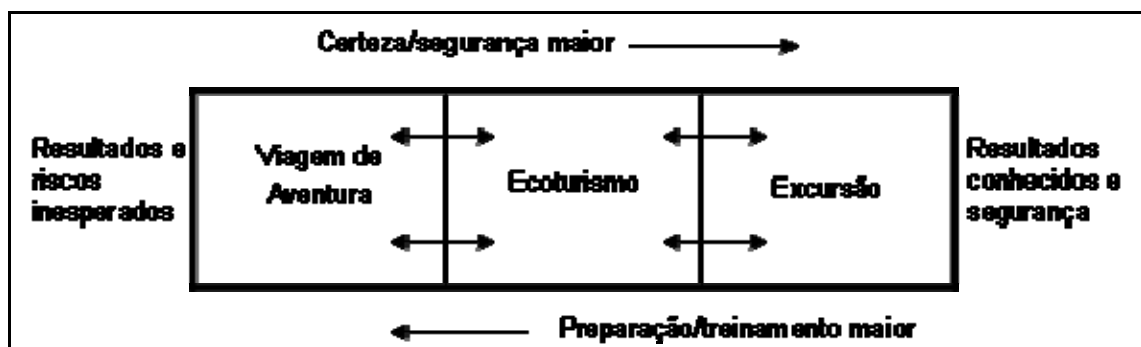 Certeza/segurança maior
Resultados e
riscos
inesperados
Viagem de
Aventura
Ecoturismo
Excursão
Resultados
conhecidos e
segurança
Preparação/treinamento maior